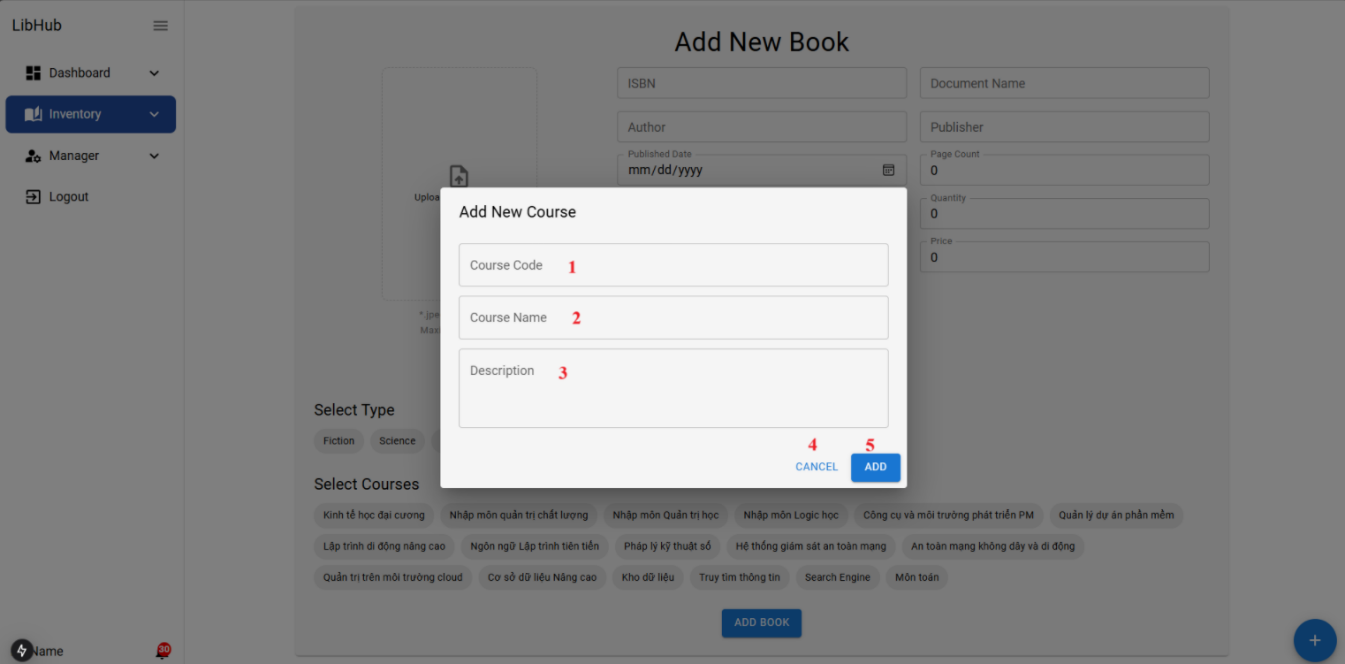 LibHub
Dashboard
Inventory
Manager
Logout
Name
30
Add New Book
ISBN
Document Name
Author
Publisher
Published Date
mm/dd/yyyy
Page Count
0
Quantity
0
Price
0
Add New Course
Course Code 1
Course Name 2
Description 3
4 5
CANCEL ADD
Select Type
Fiction Science
Select Courses
Kinh tế học đại cương Nhập môn quản trị chất lượng Nhập môn Quản trị học Nhập môn Logic học Công cụ và môi trường phát triển PM Quản lý dự án phần mềm
Lập trình di động nâng cao Ngôn ngữ Lập trình tiên tiến Pháp lý kỹ thuật số Hệ thống giám sát an toàn mạng An toàn mạng không dây và di động
Quản trị trên môi trường cloud Cơ sở dữ liệu Nâng cao Kho dữ liệu Truy tìm thông tin Search Engine Môn toán
ADD BOOK